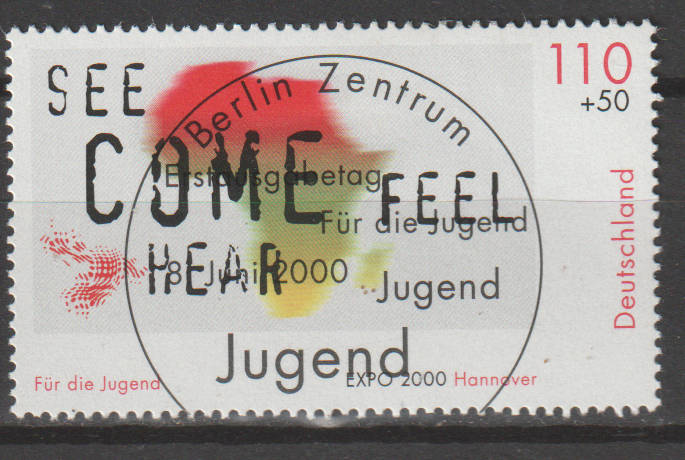 110
+50
SEE
COME FEEL
HEAR
Deutschland
Für die Jugend
EXPO 2000 Hannover
Berlin Zentrum
Erstausgabetag
Für die Jugend
8. Juni 2000
Jugend
Jugend